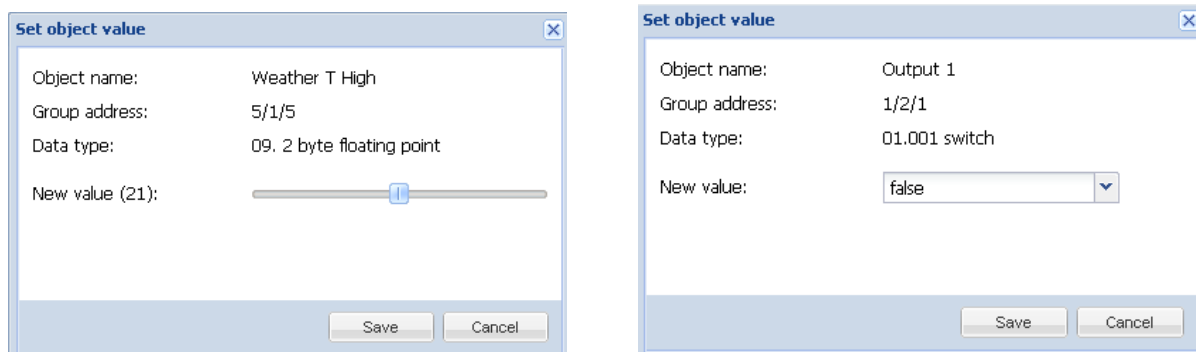 Set object value
Object name: Weather T High
Group address: 5/1/5
Data type: 09. 2 byte floating point
New value (21):
Save Cancel
Set object value
Object name: Output 1
Group address: 1/2/1
Data type: 01.001 switch
New value: false
Save Cancel